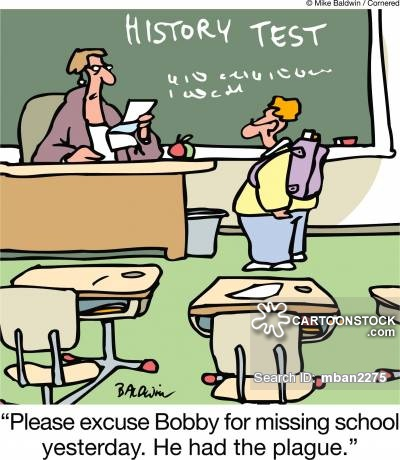 © Mike Baldwin / Cornered
HISTORY TEST
BALDWIN
CARTOONSTOCK
.com
Search ID: mban2275
“Please excuse Bobby for missing school
yesterday. He had the plague.”